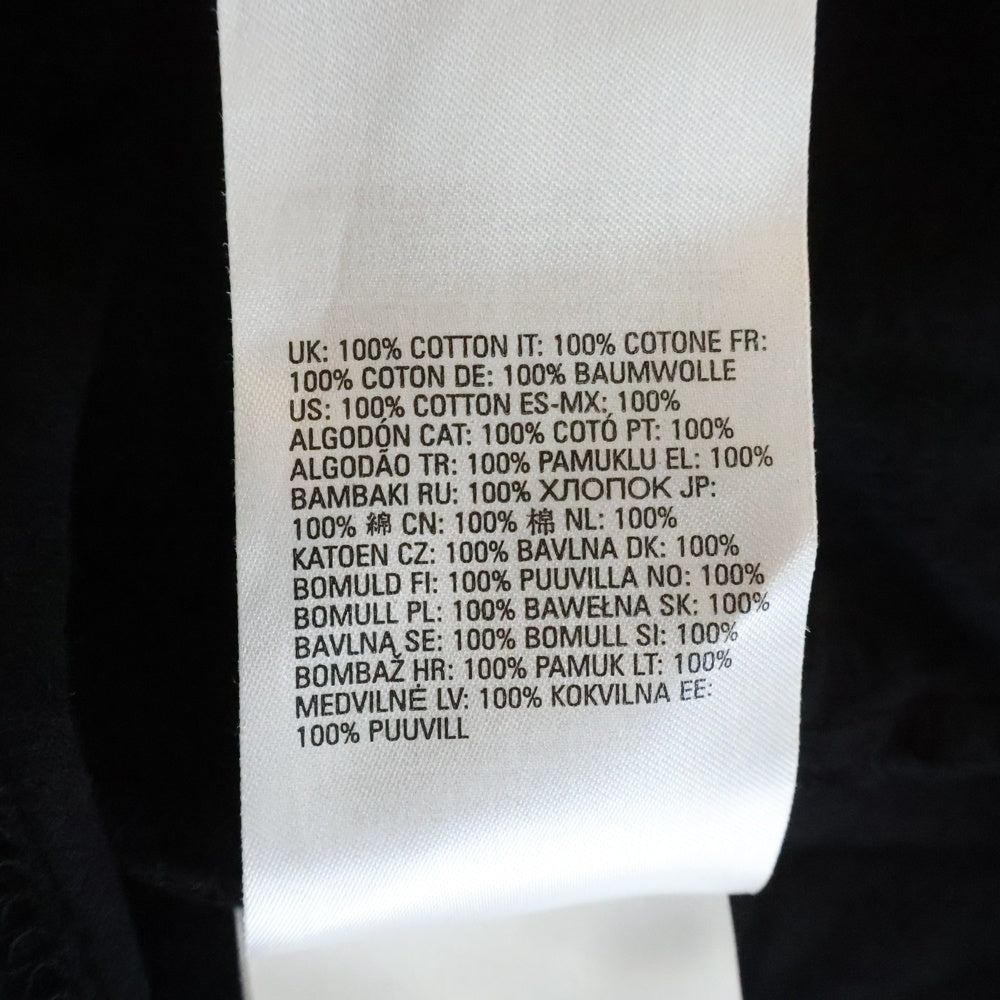 UK: 100% COTTON IT: 100% COTONE FR:
100% COTON DE: 100% BAUMWOLLE
US: 100% COTTON ES-MX: 100%
ALGODÓN CAT: 100% COTÓ PT: 100%
ALGODÃO TR: 100% PAMUKLU EL: 100%
BAMBAKI RU: 100% ХЛОПОК JP:
100% 綿 CN: 100% 棉 NL: 100%
KATOEN CZ: 100% BAVLNA DK: 100%
BOMULD FI: 100% PUUVILLA NO: 100%
BOMULL PL: 100% BAWEŁNA SK: 100%
BAVLNĄ SE: 100% BOMULL SI: 100%
BOMBAŽ HR: 100% PAMUK LT: 100%
MEDVILNĖ LV: 100% KOKVILNA EE:
100% PUUVILL